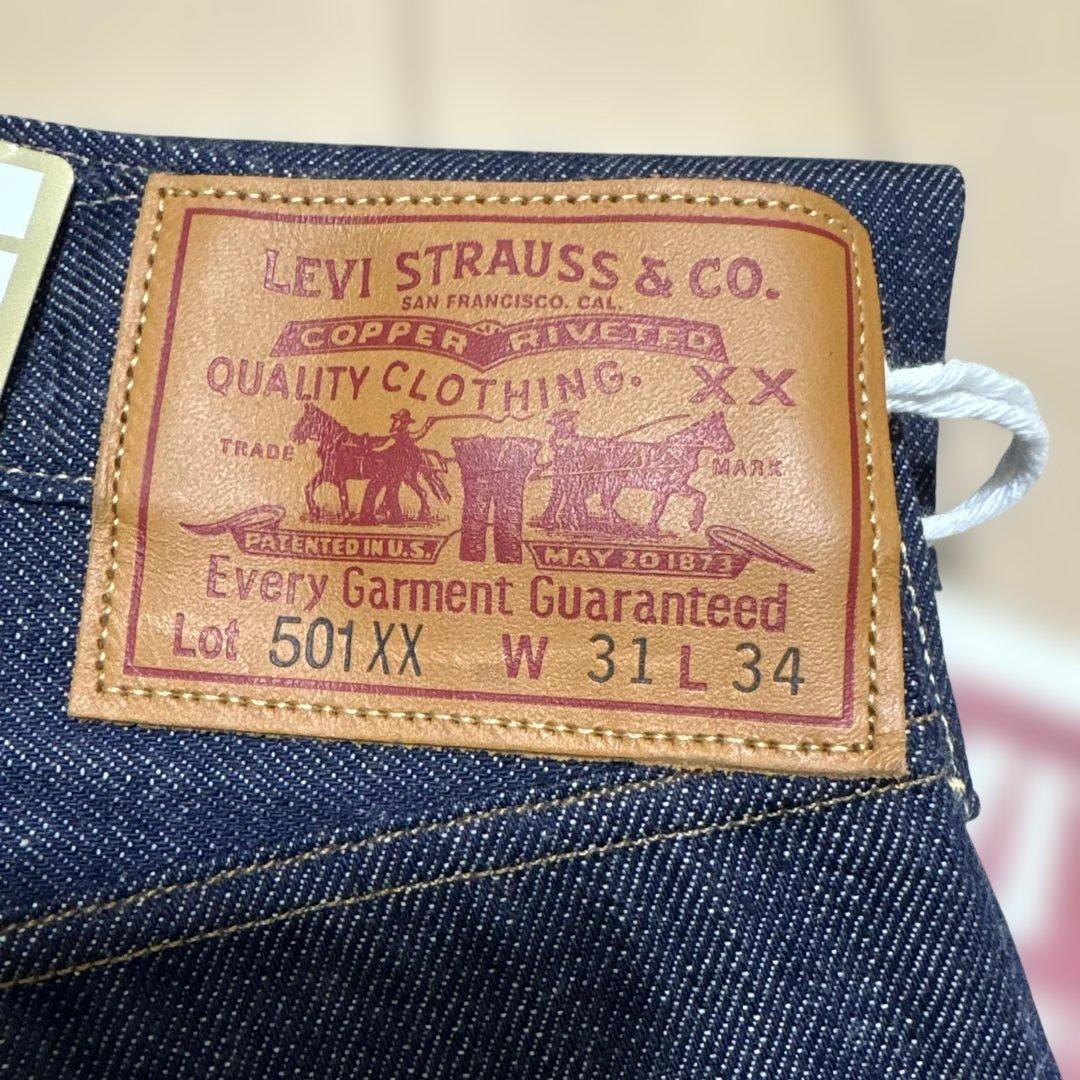 LEVI STRAUSS & CO.
SAN FRANCISCO. CAL.
COPPER RIVETED
QUALITY CLOTHING. XX
TRADE MARK
PATENTED IN U.S. MAY 20 1873
Every Garment Guaranteed
Lot 501XX W 31 L 34